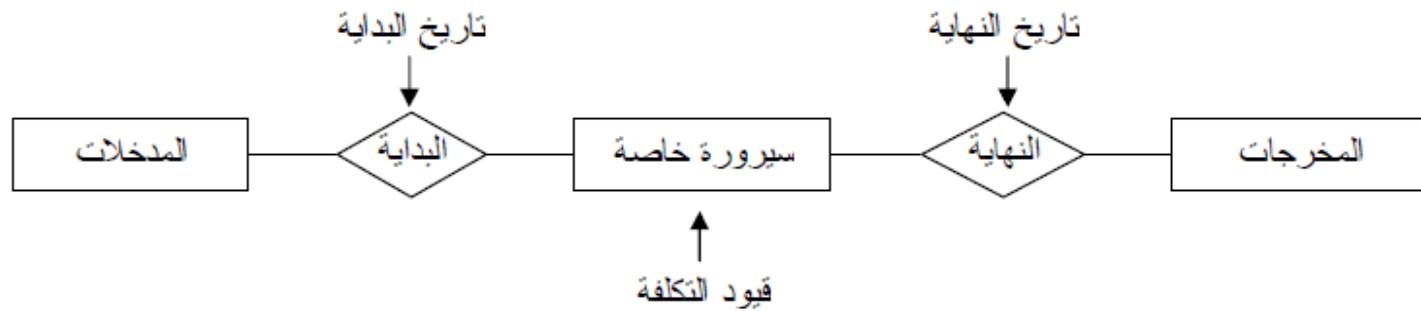 تاريخ البداية
تاريخ النهاية
المدخلات
البداية
سيرورة خاصة
النهاية
المخرجات
قيود التكلفة